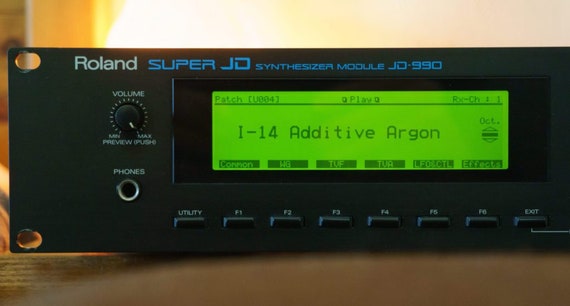 Roland SUPER JD SYNTHESIZER MODULE JD-990
VOLUME
MIN MAX
PREVIEW (PUSH)
PHONES
Patch [U004] Play Rx-Ch : 1
Oct.
I-14 Additive Argon
Common WG TVF TVA LFO&CTL Effects
UTILITY F1 F2 F3 F4 F5 F6 EXIT